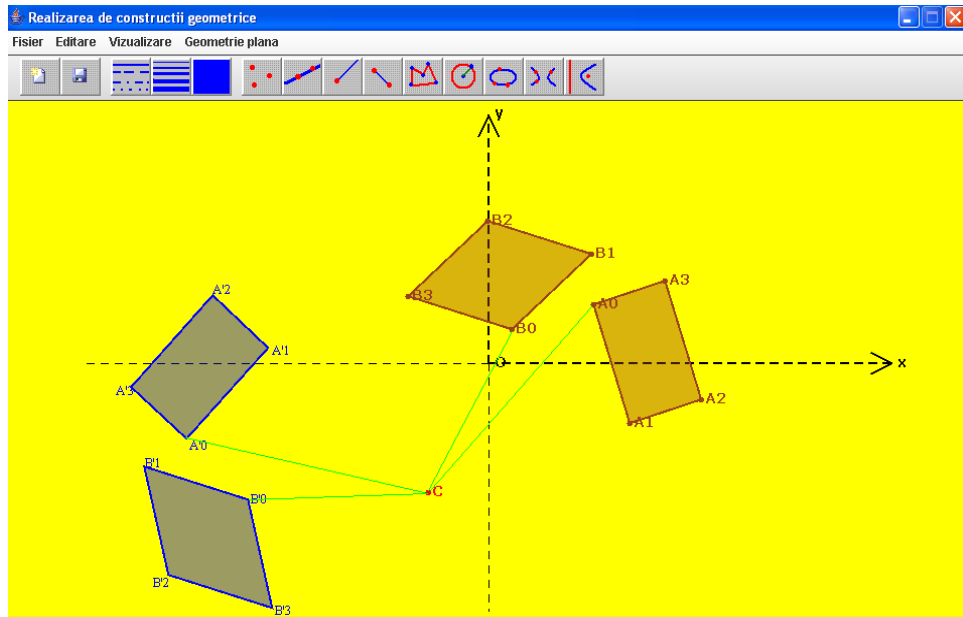 Realizarea de constructii geometrice
Fisier Editare Vizualizare Geometrie plana
y
B2
B1
B3
B0
A3
A0
O
x
A2
A1
A'2
A'1
A'3
A'0
B'1
B'0
C
B'2
B'3